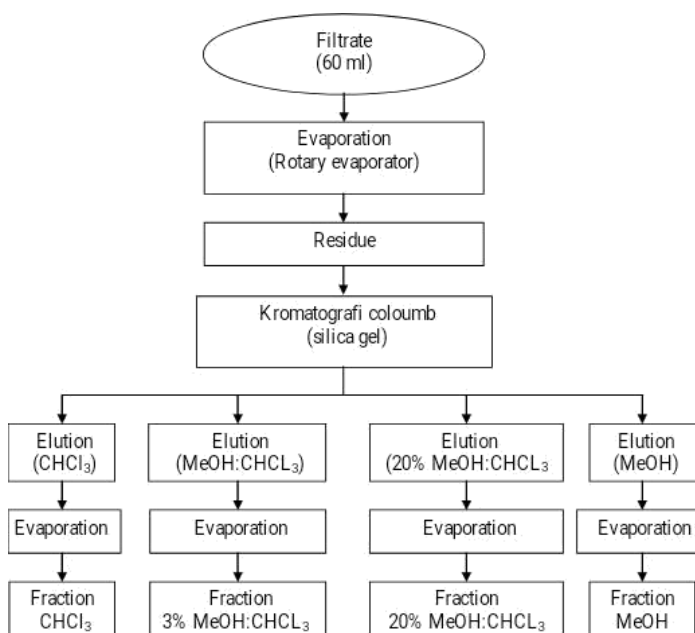 Filtrate
(60 ml)
Evaporation
(Rotary evaporator)
Residue
Kromatografi coloumb
(silica gel)
Elution
(CHCl₃)
Elution
(MeOH:CHCL₃)
Elution
(20% MeOH:CHCL₃
Elution
(MeOH)
Evaporation
Evaporation
Evaporation
Evaporation
Fraction
CHCl₃
Fraction
3% MeOH:CHCL₃
Fraction
20% MeOH:CHCL₃
Fraction
MeOH